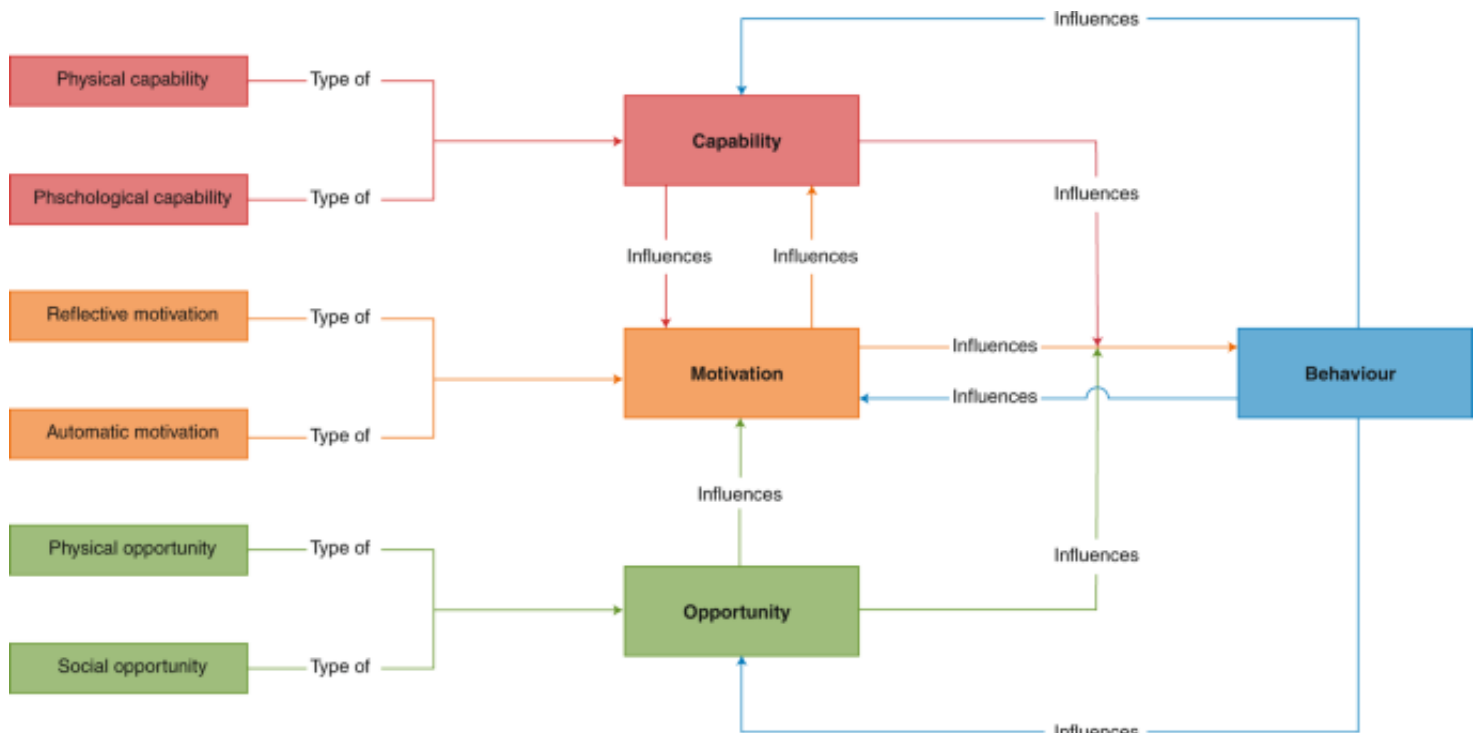 Influences
Physical capability
Type of
Capability
Phschological capability
Type of
Influences
Influences
Influences
Reflective motivation
Type of
Influences
Motivation
Behaviour
Influences
Automatic motivation
Type of
Influences
Physical opportunity
Type of
Influences
Opportunity
Social opportunity
Type of
Influences